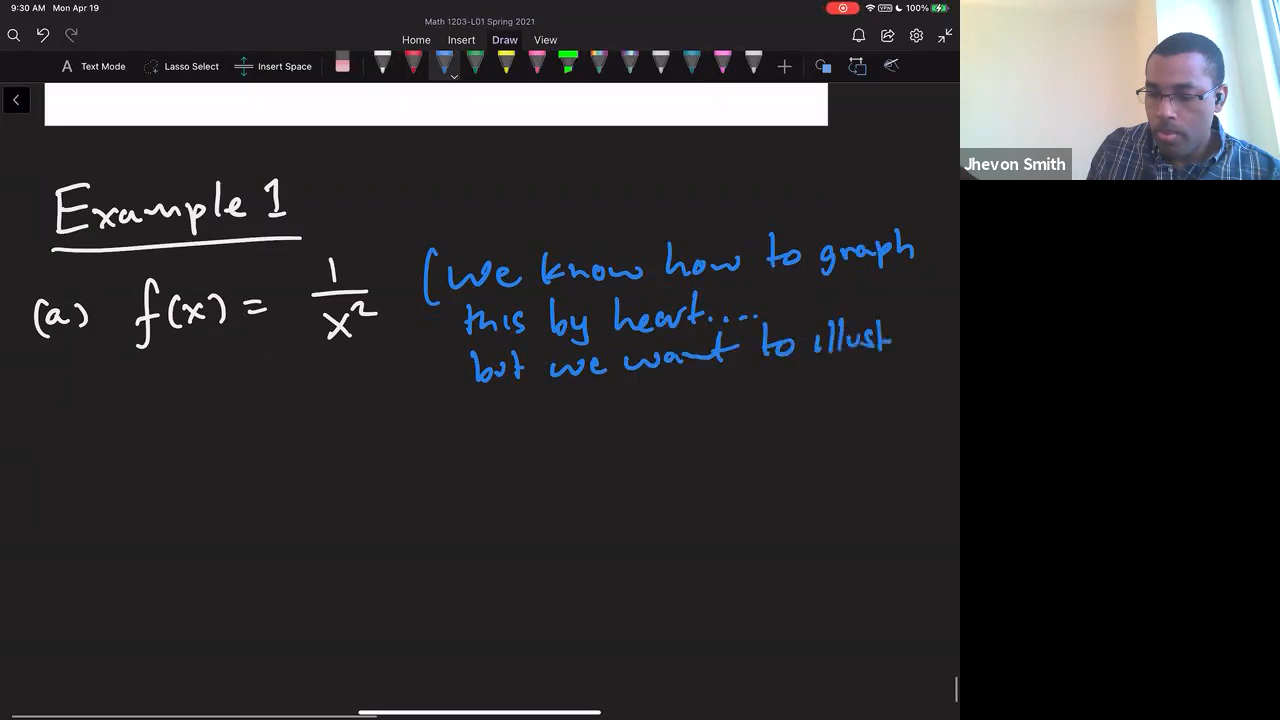 9:30 AM Mon Apr 19
VPN 100%
Math 1203-L01 Spring 2021
Home Insert Draw View
Text Mode Lasso Select Insert Space
Jhevon Smith
Example 1
(a) f(x) = 1/x²
(We know how to graph
this by heart....
but we want to illust